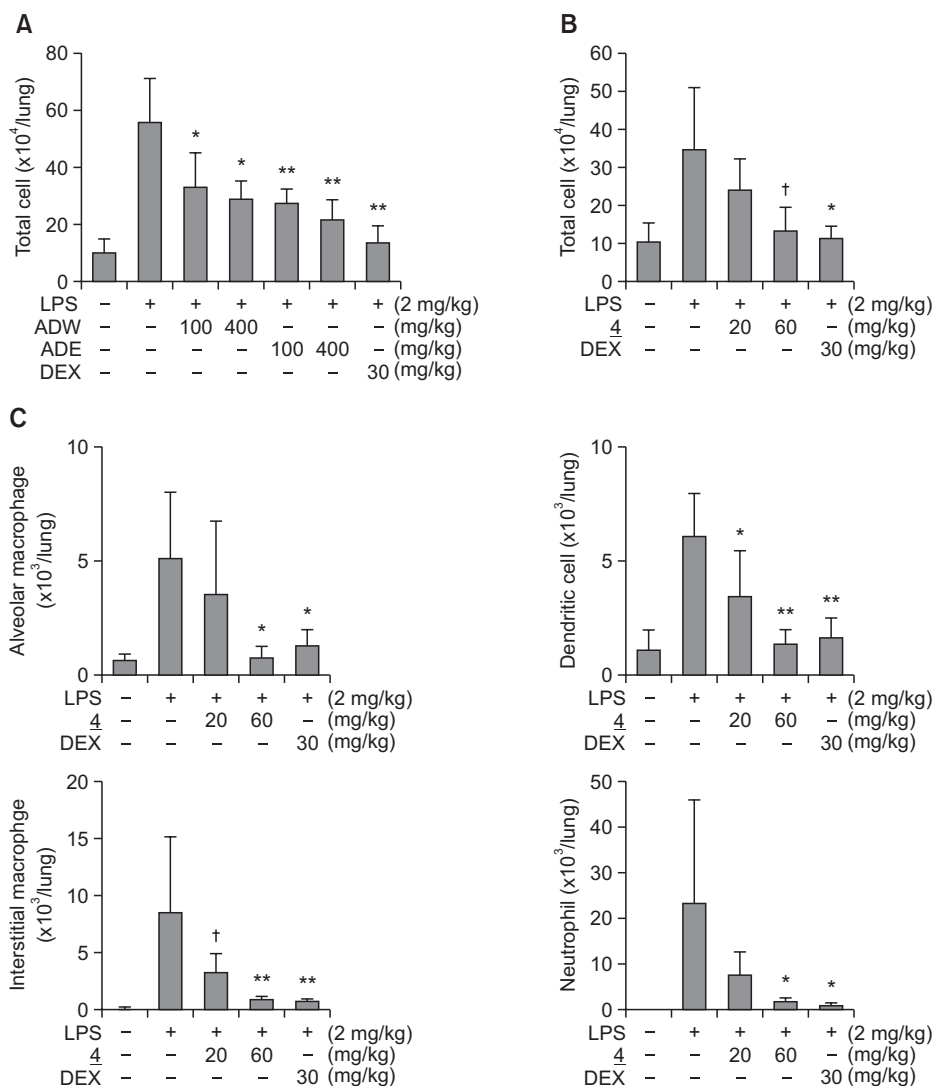 A
Total cell (x10⁴/lung)
80
60
40
20
0
* * ** ** **
LPS – + + + + + + (2 mg/kg)
ADW – – 100 400 – – – (mg/kg)
ADE – – – – 100 400 – (mg/kg)
DEX – – – – – – 30 (mg/kg)
B
Total cell (x10⁴/lung)
60
50
40
30
20
10
0
† *
LPS – + + + + (2 mg/kg)
4 – – 20 60 – (mg/kg)
DEX – – – – 30 (mg/kg)
C
Alveolar macrophage
(x10³/lung)
10
5
0
* *
LPS – + + + + (2 mg/kg)
4 – – 20 60 – (mg/kg)
DEX – – – – 30 (mg/kg)
Dendritic cell (x10³/lung)
10
5
0
* ** **
LPS – + + + + (2 mg/kg)
4 – – 20 60 – (mg/kg)
DEX – – – – 30 (mg/kg)
Interstitial macrophge
(x10³/lung)
20
15
10
5
0
† ** **
LPS – + + + + (2 mg/kg)
4 – – 20 60 – (mg/kg)
DEX – – – – 30 (mg/kg)
Neutrophil (x10³/lung)
50
40
30
20
10
0
* *
LPS – + + + + (2 mg/kg)
4 – – 20 60 – (mg/kg)
DEX – – – – 30 (mg/kg)